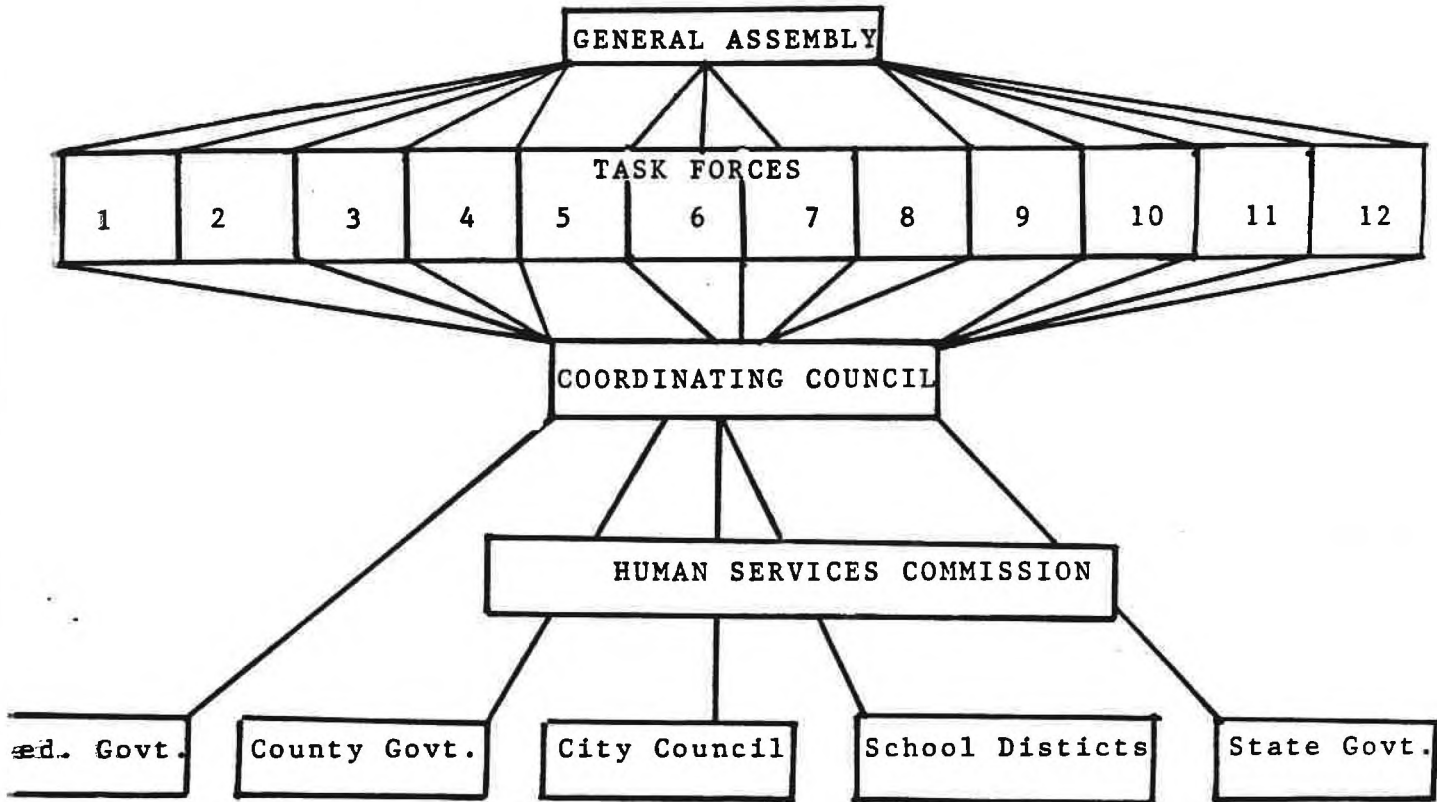 GENERAL ASSEMBLY
TASK FORCES
1 2 3 4 5 6 7 8 9 10 11 12
COORDINATING COUNCIL
HUMAN SERVICES COMMISSION
ed. Govt. County Govt. City Council School Disticts State Govt.